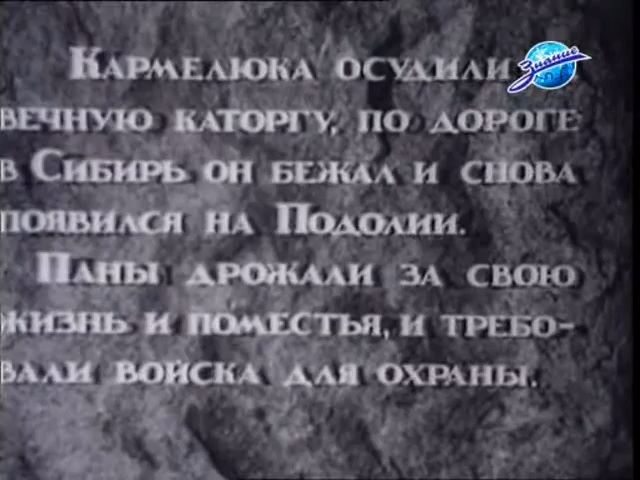 Знание
Кармелюка осудили
вечную каторгу, по дороге
в Сибирь он бежал и снова
появился на Подолии.
Паны дрожали за свою
жизнь и поместья, и требо-
вали войска для охраны.